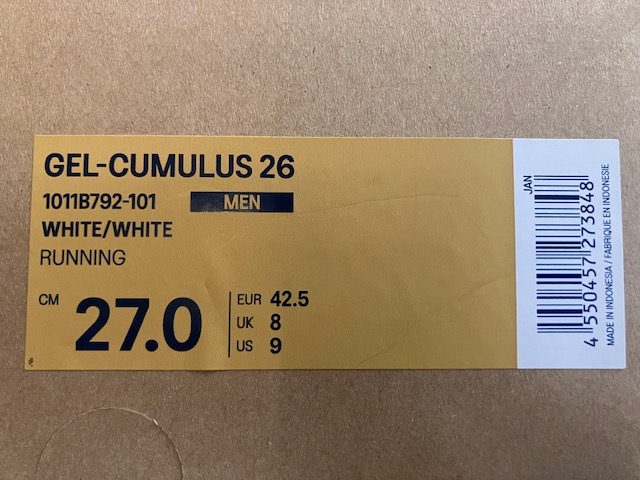 GEL-CUMULUS 26
1011B792-101 MEN
WHITE/WHITE
RUNNING
CM 27.0
EUR 42.5
UK 8
US 9
JAN
4 550457 273848
MADE IN INDONESIA / FABRIQUE EN INDONESIE